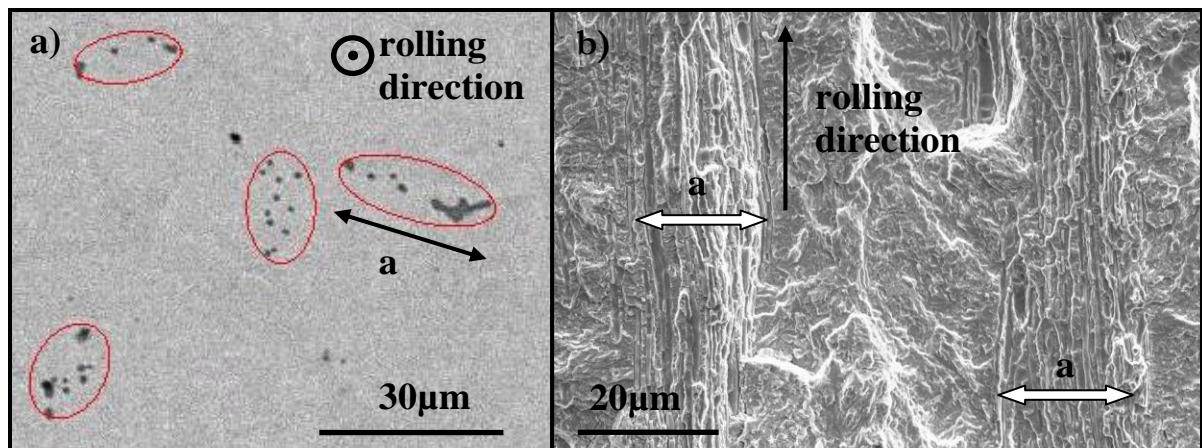 a)
rolling
direction
a
30µm
b)
rolling
direction
a
a
20µm